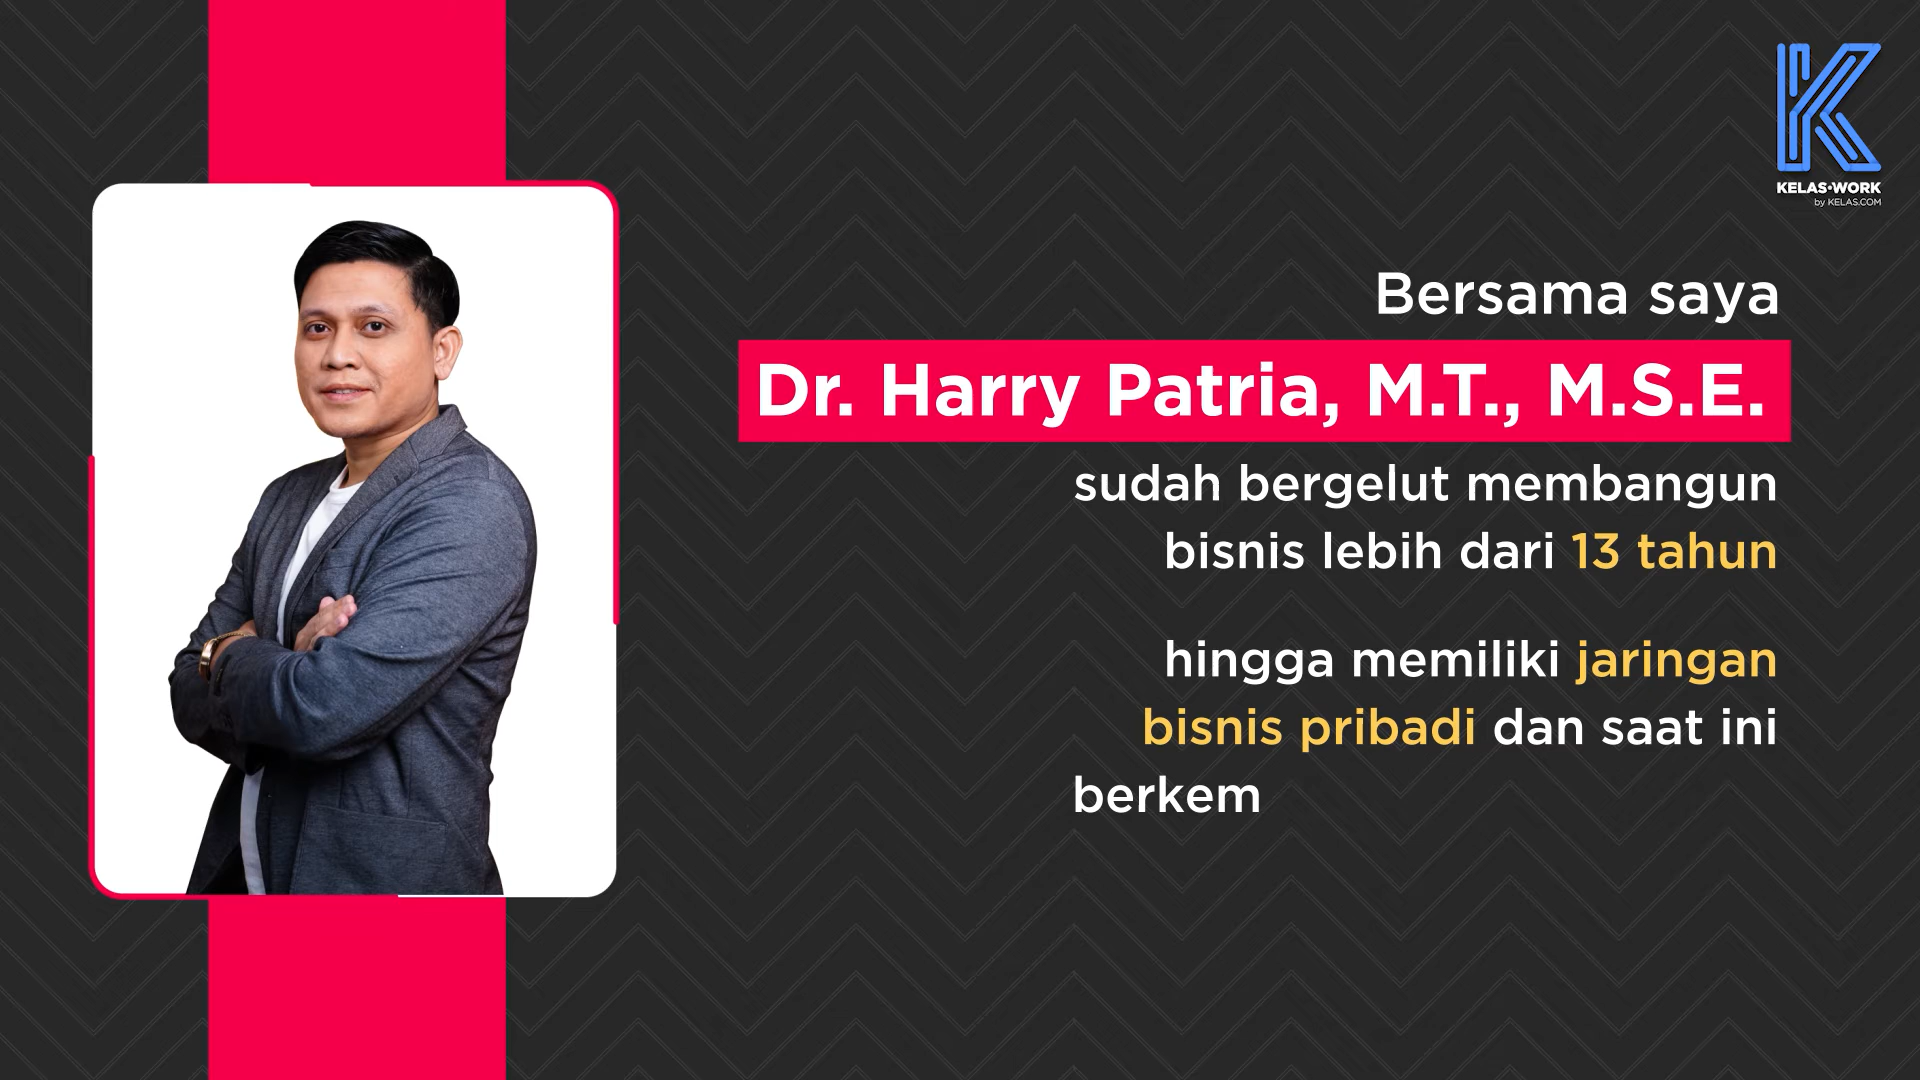 KELAS•WORK
by KELAS.COM
Bersama saya
Dr. Harry Patria, M.T., M.S.E.
sudah bergelut membangun
bisnis lebih dari 13 tahun
hingga memiliki jaringan
bisnis pribadi dan saat ini
berkem